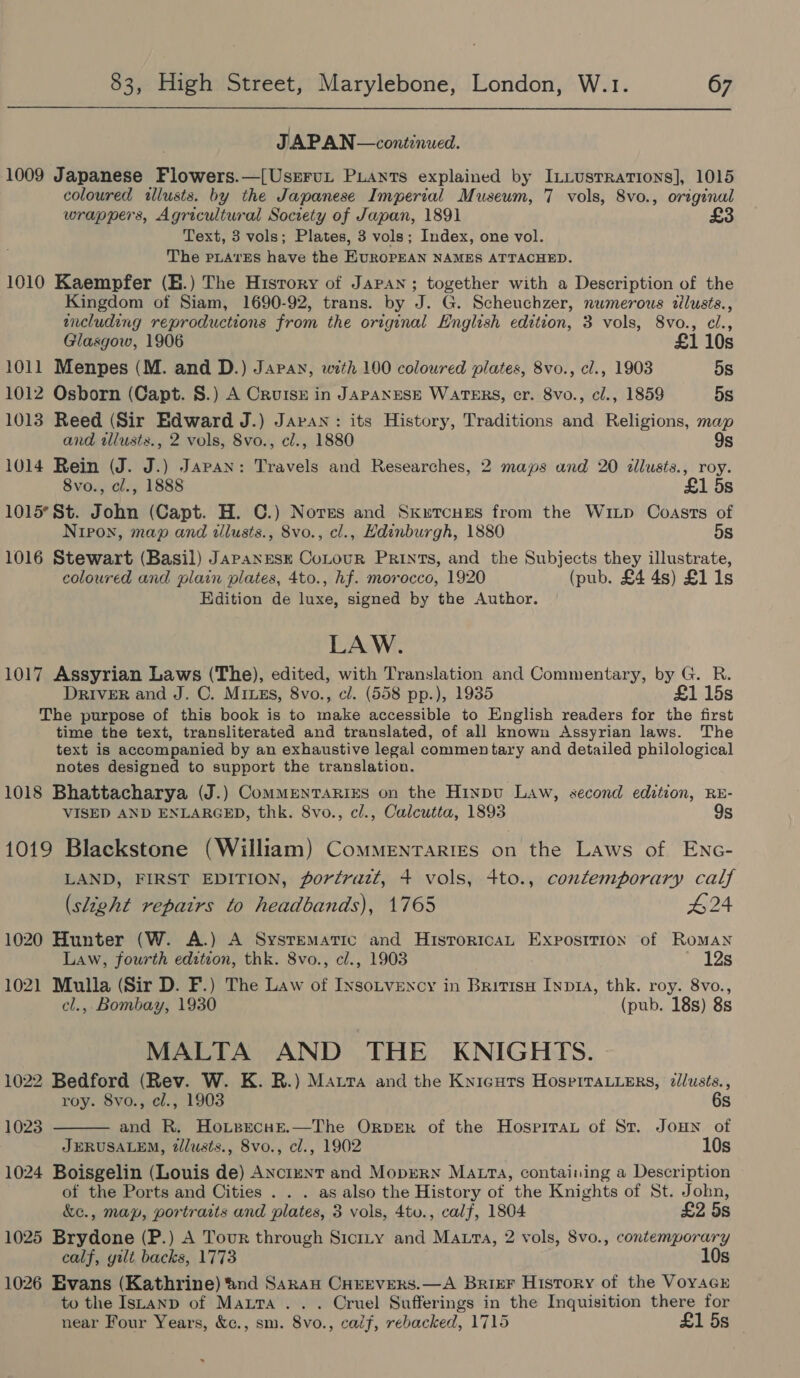 83, High Street, Marylebone, London, W.1. 67
JAPAN—continued.
1009 Japanese Flowers.—[Useful Plants explained by Illustrations], 1015
coloured illusts. by the Japanese Imperial Museum, 7 vols, 8vo., original
wrappers, Agricultural Society of Japan, 1891 £3
Text, 3 vols; Plates, 3 vols; Index, one vol.
The PLATES have the EUROPEAN NAMES ATTACHED.
1010 Kaempfer (E.) The History of Japan; together with a Description of the
Kingdom of Siam, 1690-92, trans. by J. G. Scheuchzer, numerous illusts.,
including reproductions from the original English edition, 3 vols, 8vo., cl.,
Glasgow, 1906 £1 10s
1011 Menpes (M. and D.) Japan, with 100 coloured plates, 8vo., cl., 1903 5s
1012 Osborn (Capt. S.) A Cruise in Japanese Waters, cr. 8vo., cl., 1859 5s
1013 Reed (Sir Edward J.) Japan: its History, Traditions and Religions, map
and illusts., 2 vols, 8vo., cl., 1880 9s
1014 Rein (J. J.) Japan: Travels and Researches, 2 maps and 20 illusts., roy.
8vo., cl., 1888 £1 5s
1015 St. John (Capt. H. C.) Notes and Sketches from the Wild Coasts of
Nipon, map and illusts., 8vo., cl., Edinburgh, 1880 5s
1016 Stewart (Basil) Japanese Colour Prints, and the Subjects they illustrate,
coloured and plain plates, 4to., hf. morocco, 1920 (pub. £4 4s) £1 1s
Edition de luxe, signed by the Author.
LAW.
1017 Assyrian Laws (The), edited, with Translation and Commentary, by G. R.
Driver and J. C. Miles, 8vo., cl. (558 pp.), 1935 £1 15s
The purpose of this book is to make accessible to English readers for the first
time the text, transliterated and translated, of all known Assyrian laws. The
text is accompanied by an exhaustive legal commentary and detailed philological
notes designed to support the translation.
1018 Bhattacharya (J.) Commentaries on the Hindu Law, second edition, RE-
VISED AND ENLARGED, thk. 8vo., cl., Calcutta, 1893 9s
1019 Blackstone (William) Commentaries on the Laws of Eng-
LAND, FIRST EDITION, portrait, 4 vols, 4to., contemporary calf
(slight repairs to headbands), 1765 £24
1020 Hunter (W. A.) A Systematic and Historical Exposition of Roman
Law, fourth edition, thk. 8vo., cl., 1903 12s
1021 Mulla (Sir D. F.) The Law of Insolvency in British India, thk. roy. 8vo.,
cl., Bombay, 1930 (pub. 18s) 8s
MALTA AND THE KNIGHTS.
1022 Bedford (Rev. W. K. R.) Malta and the Knights Hospitallers, illusts.,
roy. 8vo., cl., 1903 6s
1023 ——— and R. Holbeche.—The Order of the Hospital of St. John of
JERUSALEM, illusts., 8vo., cl., 1902 10s
1024 Boisgelin (Louis de) Ancient and Modern Malta, containing a Description
of the Ports and Cities . . . as also the History of the Knights of St. John,
&c., map, portraits and plates, 3 vols, 4to., calf, 1804 £2 5s
1025 Brydone (P.) A Tour through Sicily and Malta, 2 vols, 8vo., contemporary
calf, gilt backs, 1773 10s
1026 Evans (Kathrine) and Sarah Cheevers.—A Brief History of the Voyage
to the Island of Malta . . . Cruel Sufferings in the Inquisition there for
near Four Years, &c., sm. 8vo., calf, rebacked, 1715 £1 5s